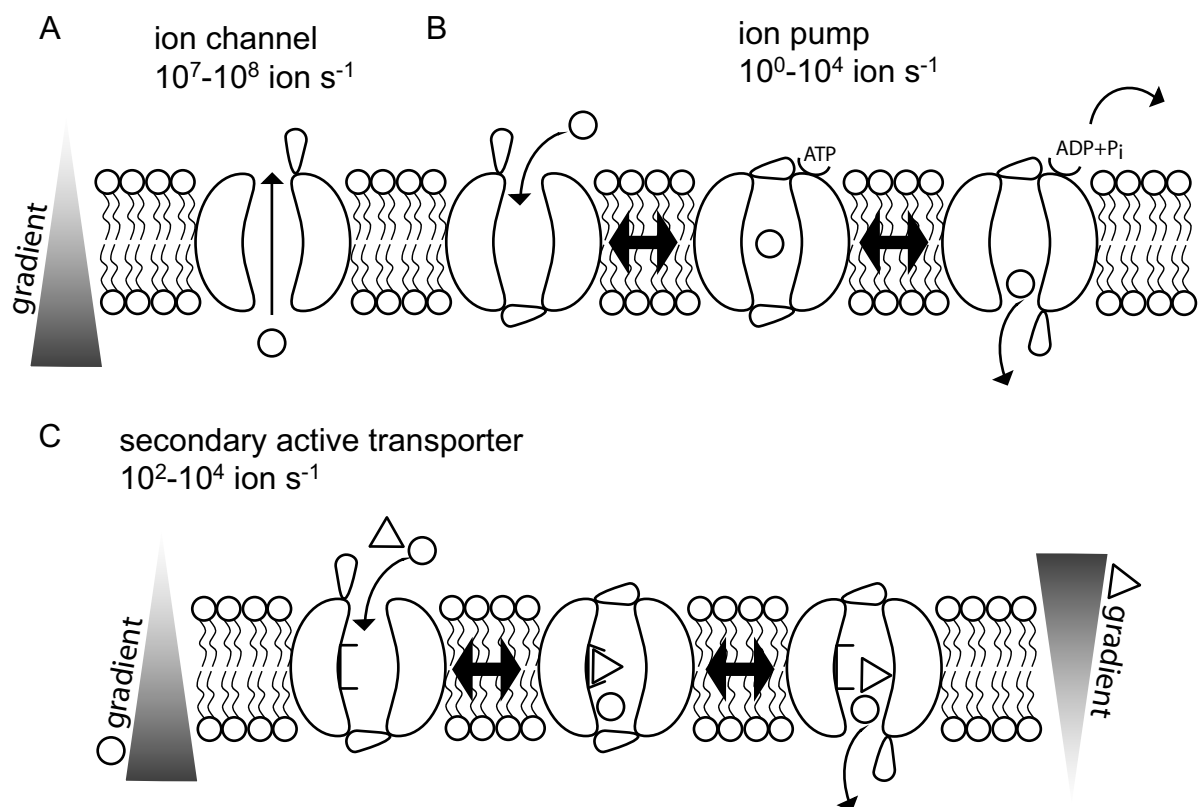 A
ion channel
10⁷-10⁸ ion s⁻¹
B
ion pump
10⁰-10⁴ ion s⁻¹
gradient
ATP
ADP+Pᵢ
C
secondary active transporter
10²-10⁴ ion s⁻¹
gradient
gradient